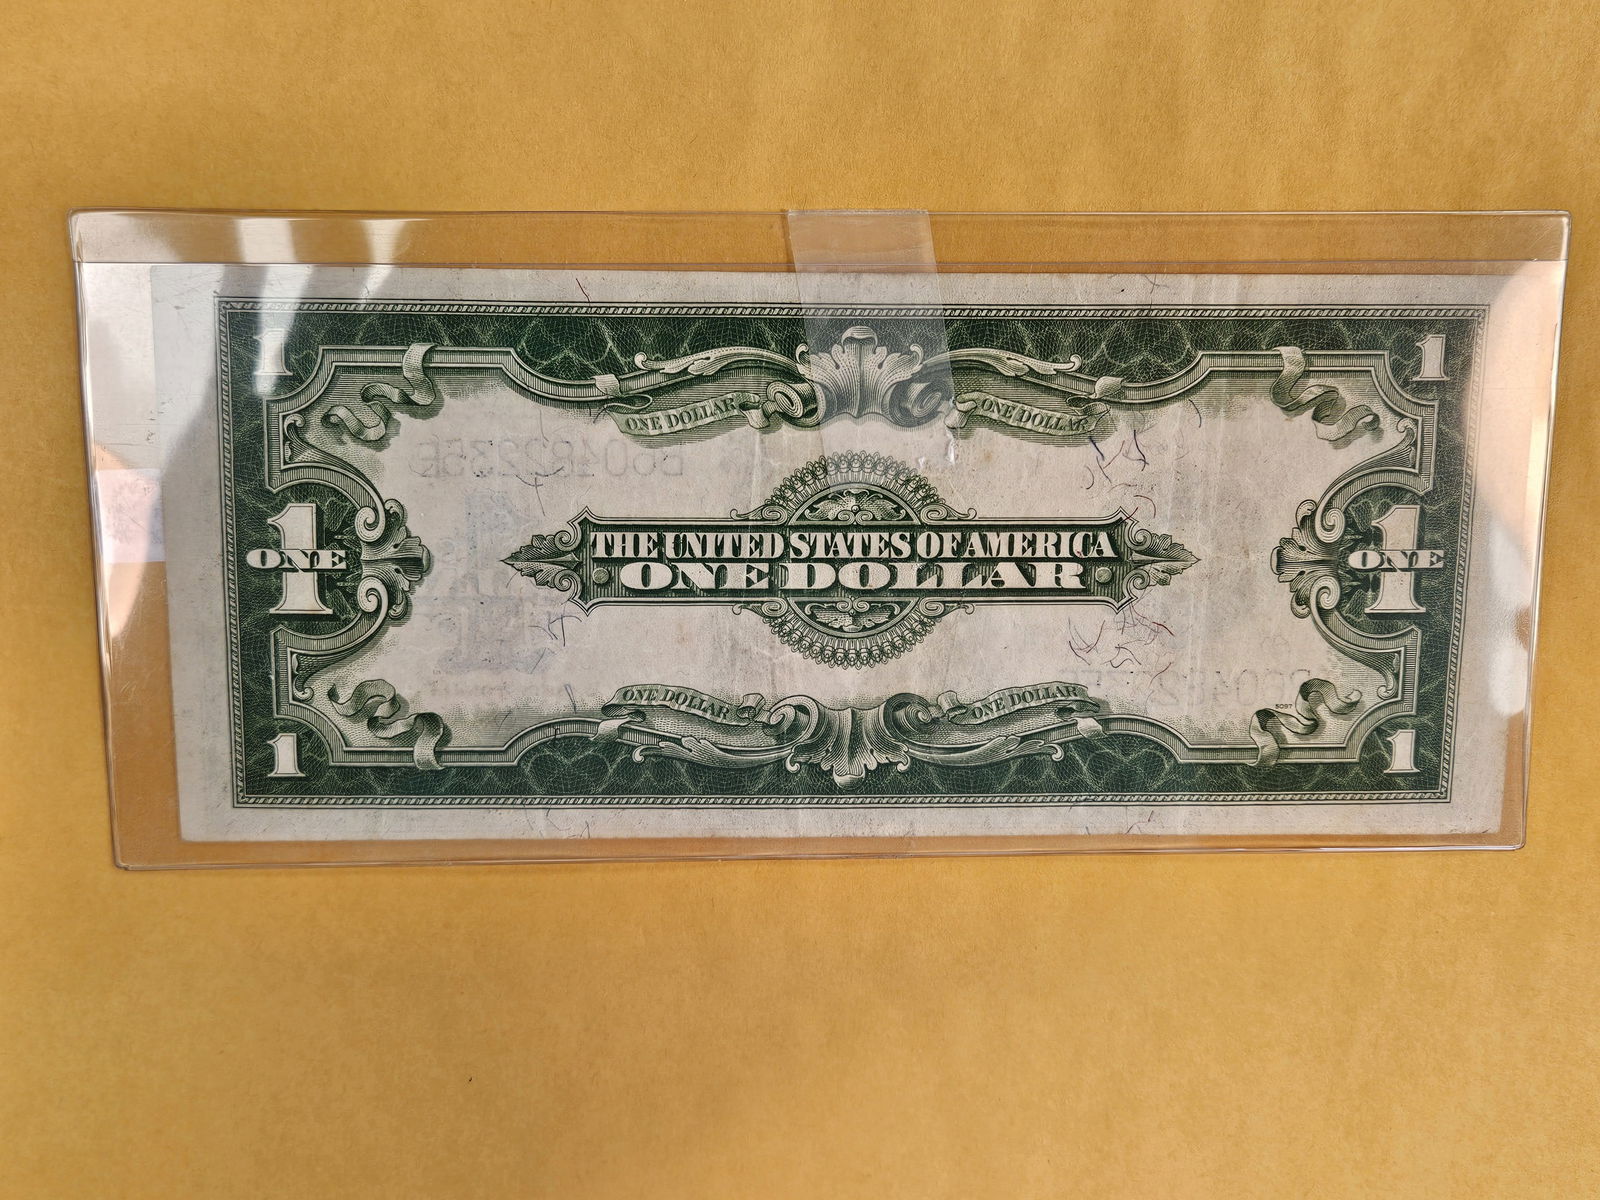 1 1
ONE DOLLAR ONE DOLLAR
THE UNITED STATES OF AMERICA
1 ONE ONE DOLLAR 1 ONE
ONE DOLLAR ONE DOLLAR
5097
1 1